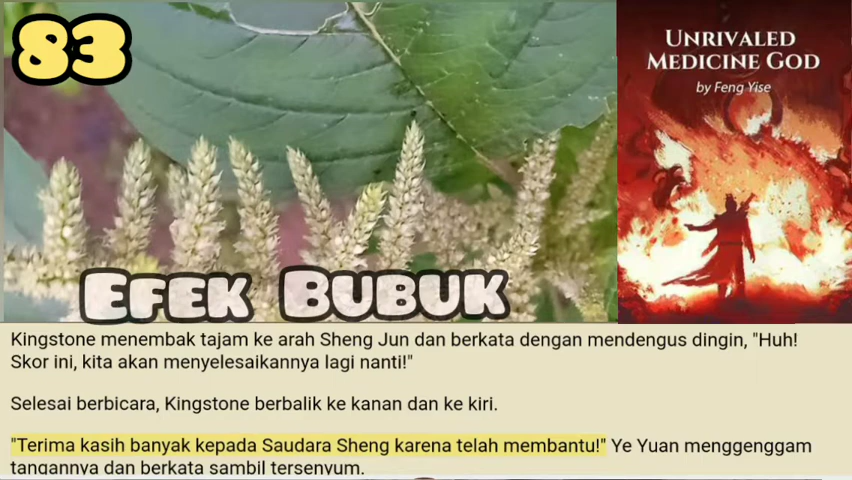 83
UNRIVALED
MEDICINE GOD
by Feng Yise
EFEK BUBUK
Kingstone menembak tajam ke arah Sheng Jun dan berkata dengan mendengus dingin, "Huh!
Skor ini, kita akan menyelesaikannya lagi nanti!"
Selesai berbicara, Kingstone berbalik ke kanan dan ke kiri.
"Terima kasih banyak kepada Saudara Sheng karena telah membantu!" Ye Yuan menggenggam
tangannya dan berkata sambil tersenyum.